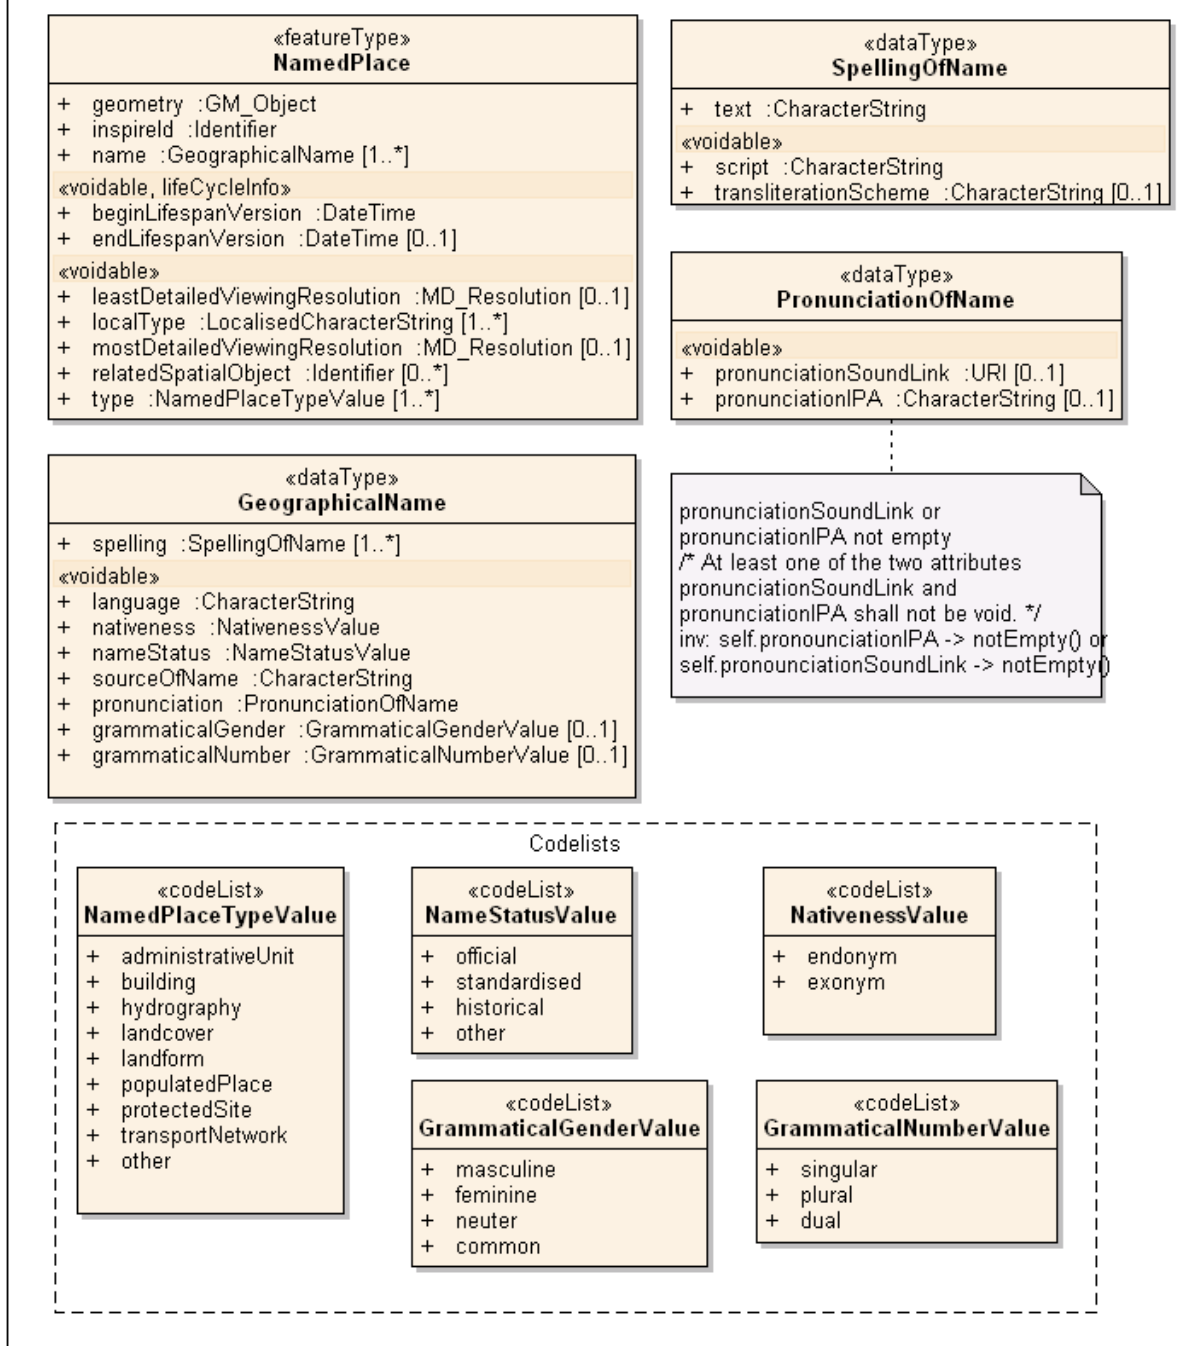 «featureType»
NamedPlace
+ geometry :GM_Object
+ inspireId :Identifier
+ name :GeographicalName [1..*]
«voidable, lifeCycleInfo»
+ beginLifespanVersion :DateTime
+ endLifespanVersion :DateTime [0..1]
«voidable»
+ leastDetailedViewingResolution :MD_Resolution [0..1]
+ localType :LocalisedCharacterString [1..*]
+ mostDetailedViewingResolution :MD_Resolution [0..1]
+ relatedSpatialObject :Identifier [0..*]
+ type :NamedPlaceTypeValue [1..*]
«dataType»
SpellingOfName
+ text :CharacterString
«voidable»
+ script :CharacterString
+ transliterationScheme :CharacterString [0..1]
«dataType»
PronunciationOfName
«voidable»
+ pronunciationSoundLink :URI [0..1]
+ pronunciationIPA :CharacterString [0..1]
pronunciationSoundLink or
pronunciationIPA not empty
/* At least one of the two attributes
pronunciationSoundLink and
pronunciationIPA shall not be void. */
inv: self.pronounciationIPA -> notEmpty() or
self.pronounciationSoundLink -> notEmpty()
«dataType»
GeographicalName
+ spelling :SpellingOfName [1..*]
«voidable»
+ language :CharacterString
+ nativeness :NativenessValue
+ nameStatus :NameStatusValue
+ sourceOfName :CharacterString
+ pronunciation :PronunciationOfName
+ grammaticalGender :GrammaticalGenderValue [0..1]
+ grammaticalNumber :GrammaticalNumberValue [0..1]
Codelists
«codeList»
NamedPlaceTypeValue
+ administrativeUnit
+ building
+ hydrography
+ landcover
+ landform
+ populatedPlace
+ protectedSite
+ transportNetwork
+ other
«codeList»
NameStatusValue
+ official
+ standardised
+ historical
+ other
«codeList»
NativenessValue
+ endonym
+ exonym
«codeList»
GrammaticalGenderValue
+ masculine
+ feminine
+ neuter
+ common
«codeList»
GrammaticalNumberValue
+ singular
+ plural
+ dual